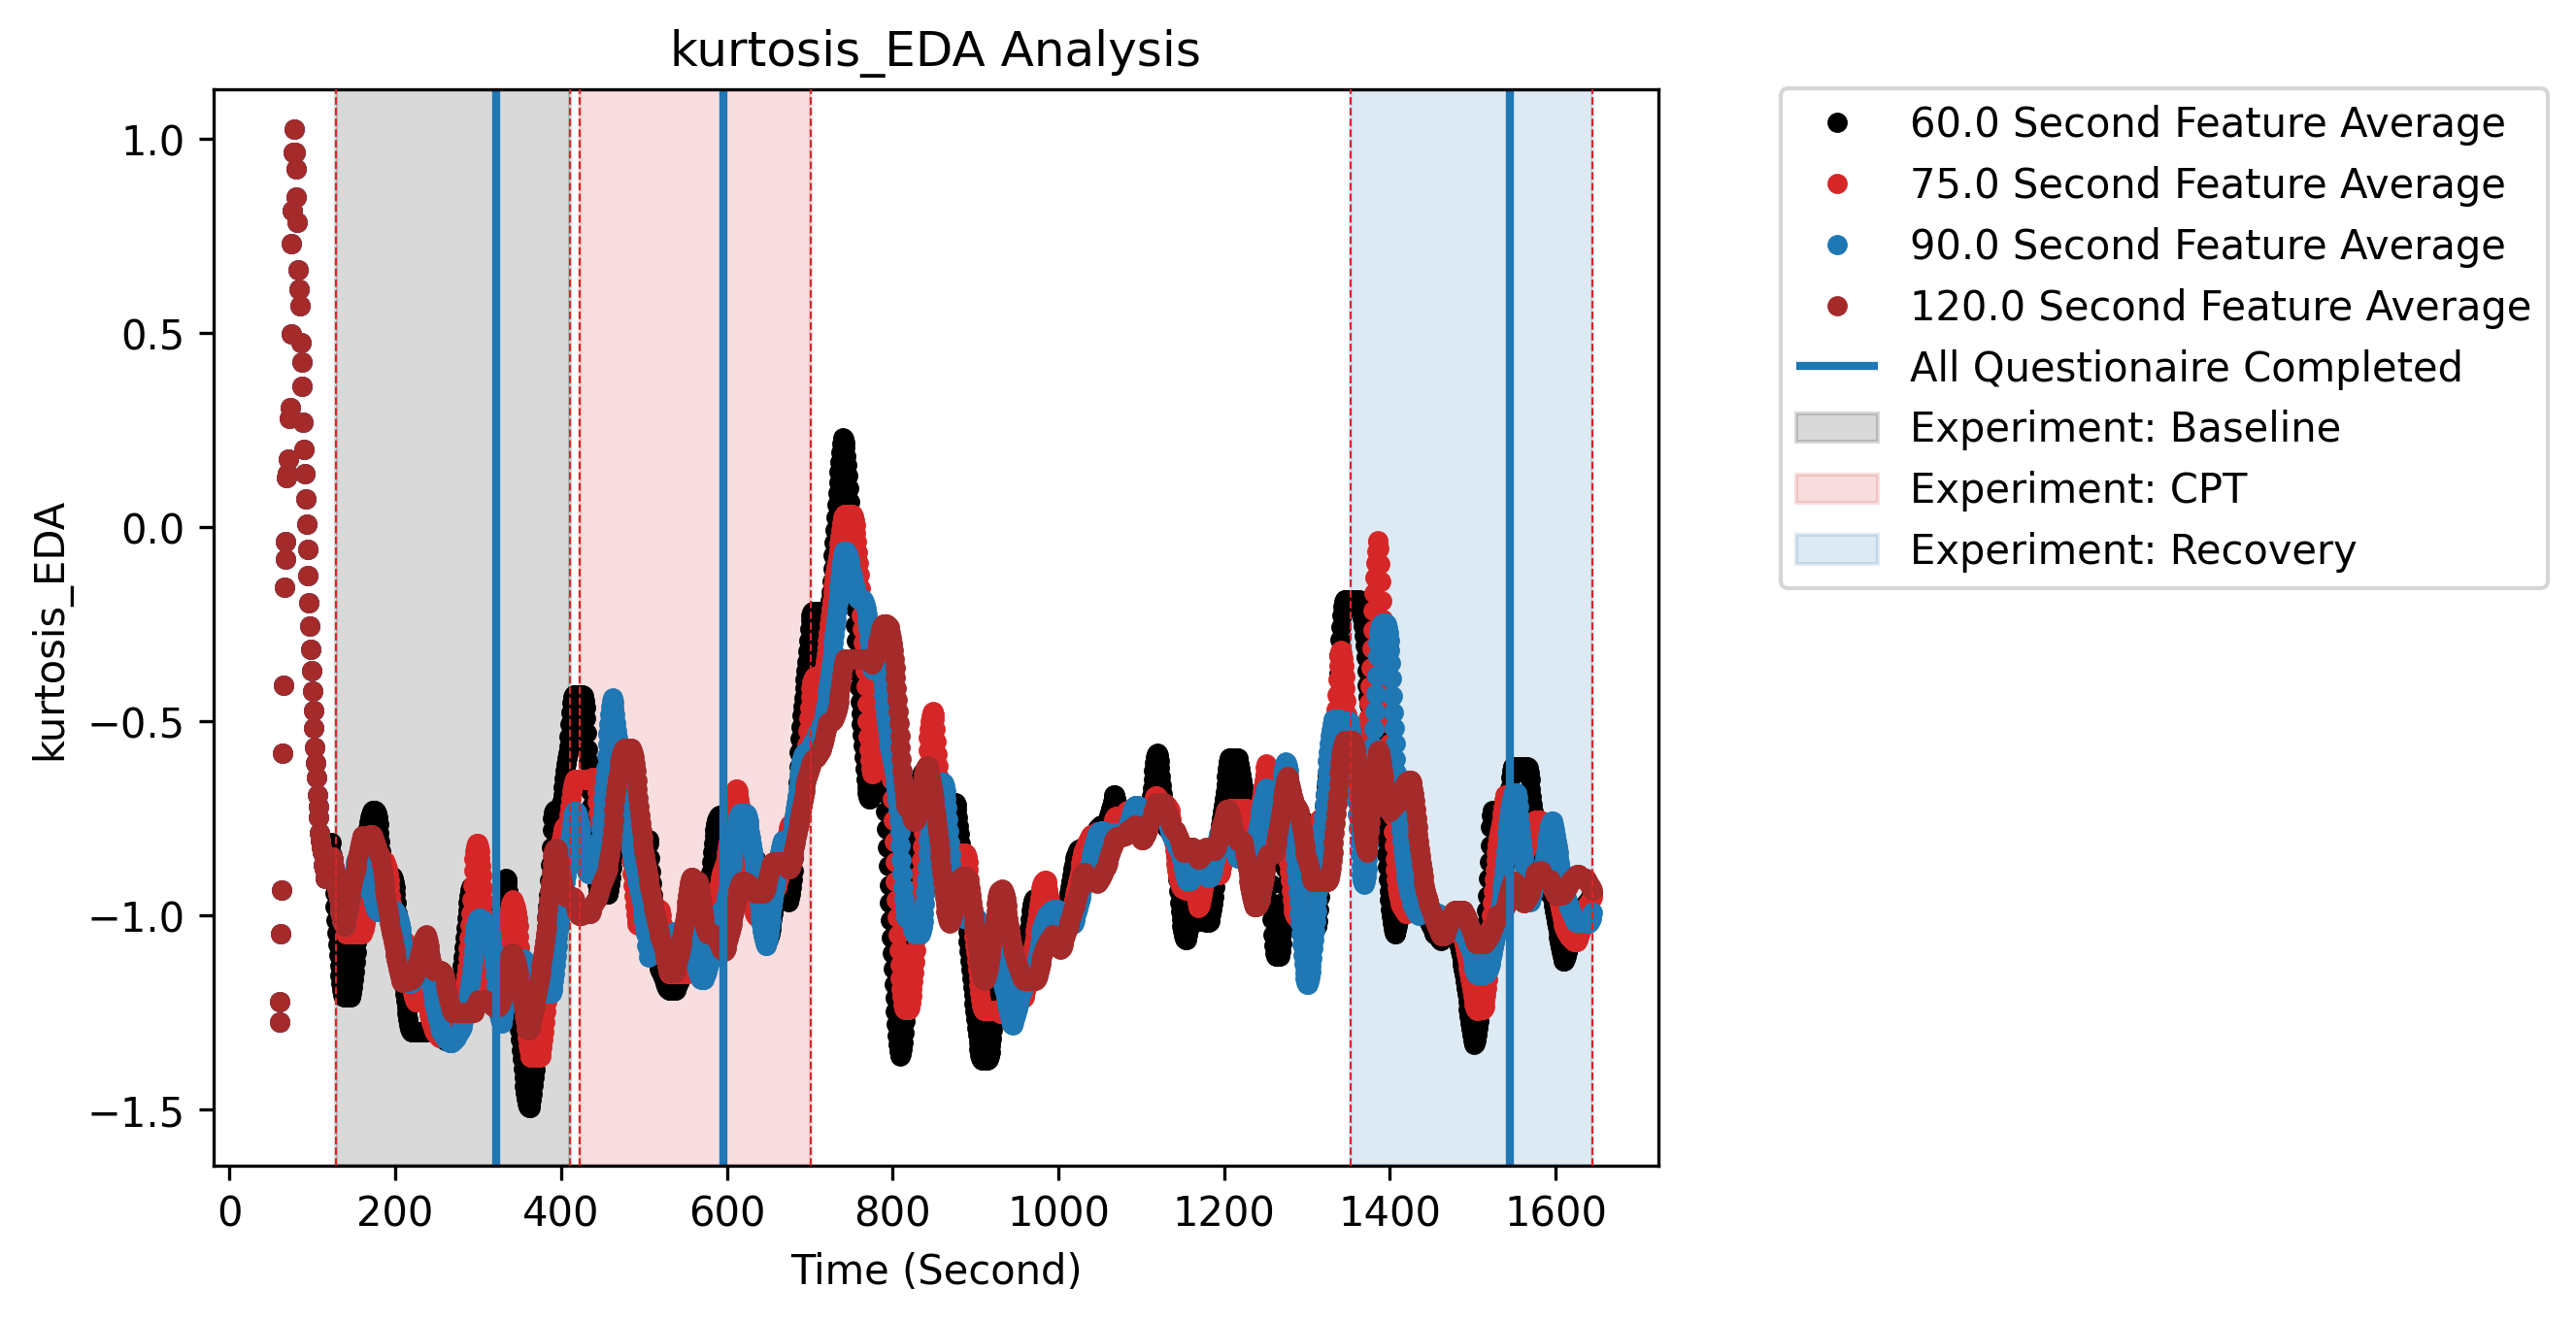 kurtosis_EDA Analysis
1.0
0.5
0.0
−0.5
−1.0
−1.5
kurtosis_EDA
0 200 400 600 800 1000 1200 1400 1600
Time (Second)
60.0 Second Feature Average
75.0 Second Feature Average
90.0 Second Feature Average
120.0 Second Feature Average
All Questionaire Completed
Experiment: Baseline
Experiment: CPT
Experiment: Recovery